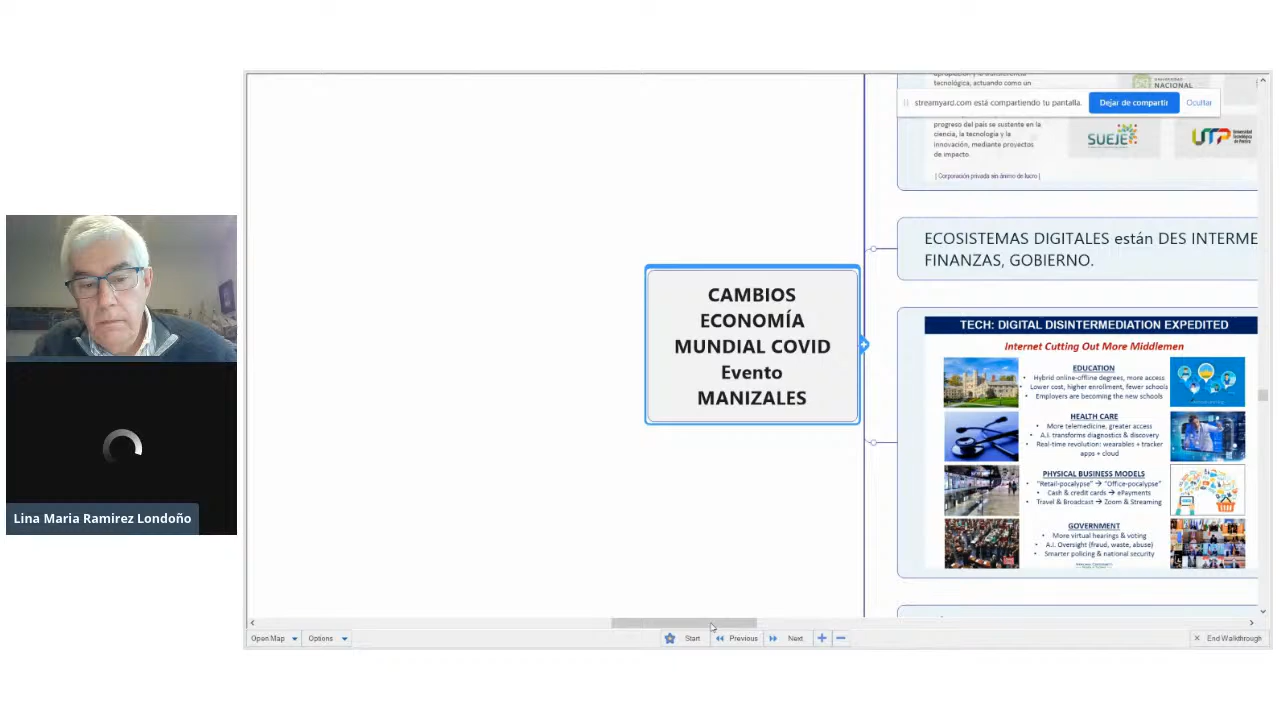 tecnológica, actuando como un
streamyard.com está compartiendo tu pantalla.
Dejar de compartir
Ocultar
progreso del país se sustente en la
ciencia, la tecnología y la
innovación, mediante proyectos
de impacto.
| Corporación privada sin ánimo de lucro |
NACIONAL
SUEJE
UTP
ECOSISTEMAS DIGITALES están DES INTERME
FINANZAS, GOBIERNO.
CAMBIOS
ECONOMÍA
MUNDIAL COVID
Evento
MANIZALES
TECH: DIGITAL DISINTERMEDIATION EXPEDITED
Internet Cutting Out More Middlemen
EDUCATION
• Hybrid online-offline degrees, more access
• Lower cost, higher enrollment, fewer schools
• Employers are becoming the new schools
HEALTH CARE
• More telemedicine, greater access
• A.I. transforms diagnostics & discovery
• Real-time revolution: wearables + tracker
apps + cloud
PHYSICAL BUSINESS MODELS
• "Retail-pocalypse" → "Office-pocalypse"
• Cash & credit cards → ePayments
• Travel & Broadcast → Zoom & Streaming
GOVERNMENT
• More virtual hearings & voting
• A.I. Oversight (fraud, waste, abuse)
• Smarter policing & national security
Lina Maria Ramirez Londoño
Open Map
Options
Start
Previous
Next
End Walkthrough